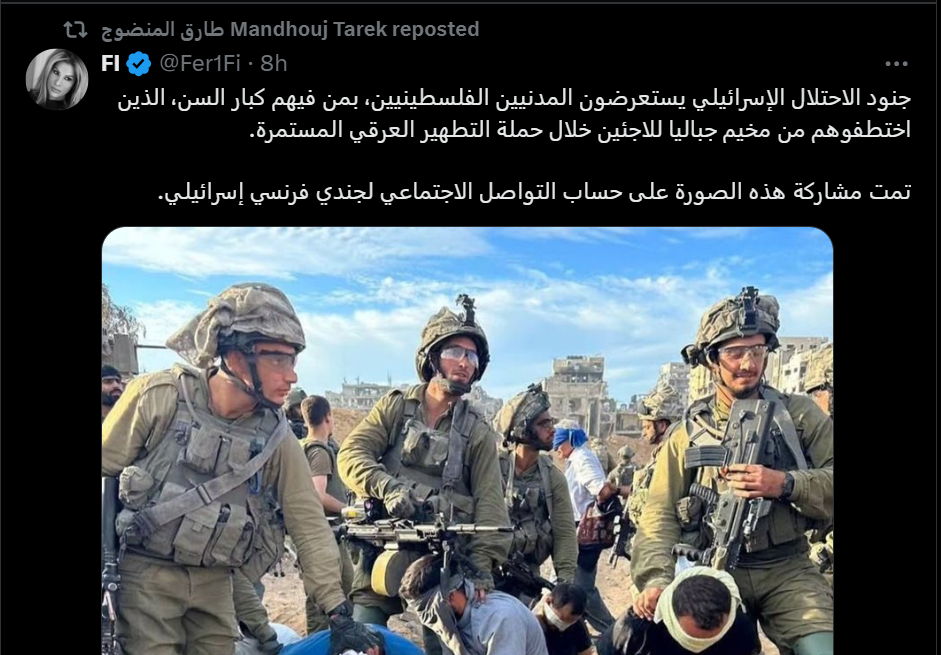 طارق المنضوج Mandhouj Tarek reposted
FI @Fer1Fi · 8h
جنود الاحتلال الإسرائيلي يستعرضون المدنيين الفلسطينيين، بمن فيهم كبار السن، الذين
اختطفوهم من مخيم جباليا للاجئين خلال حملة التطهير العرقي المستمرة.
تمت مشاركة هذه الصورة على حساب التواصل الاجتماعي لجندي فرنسي إسرائيلي.